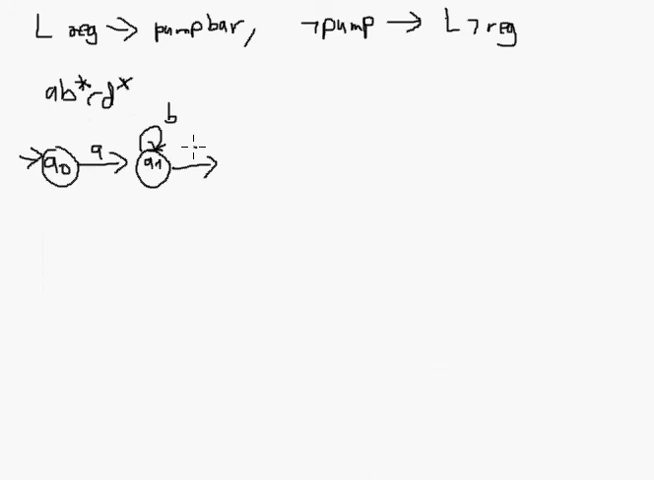 L reg → pumpbar, ¬pump → L ¬reg
ab*cd*
b
a
q0 q1